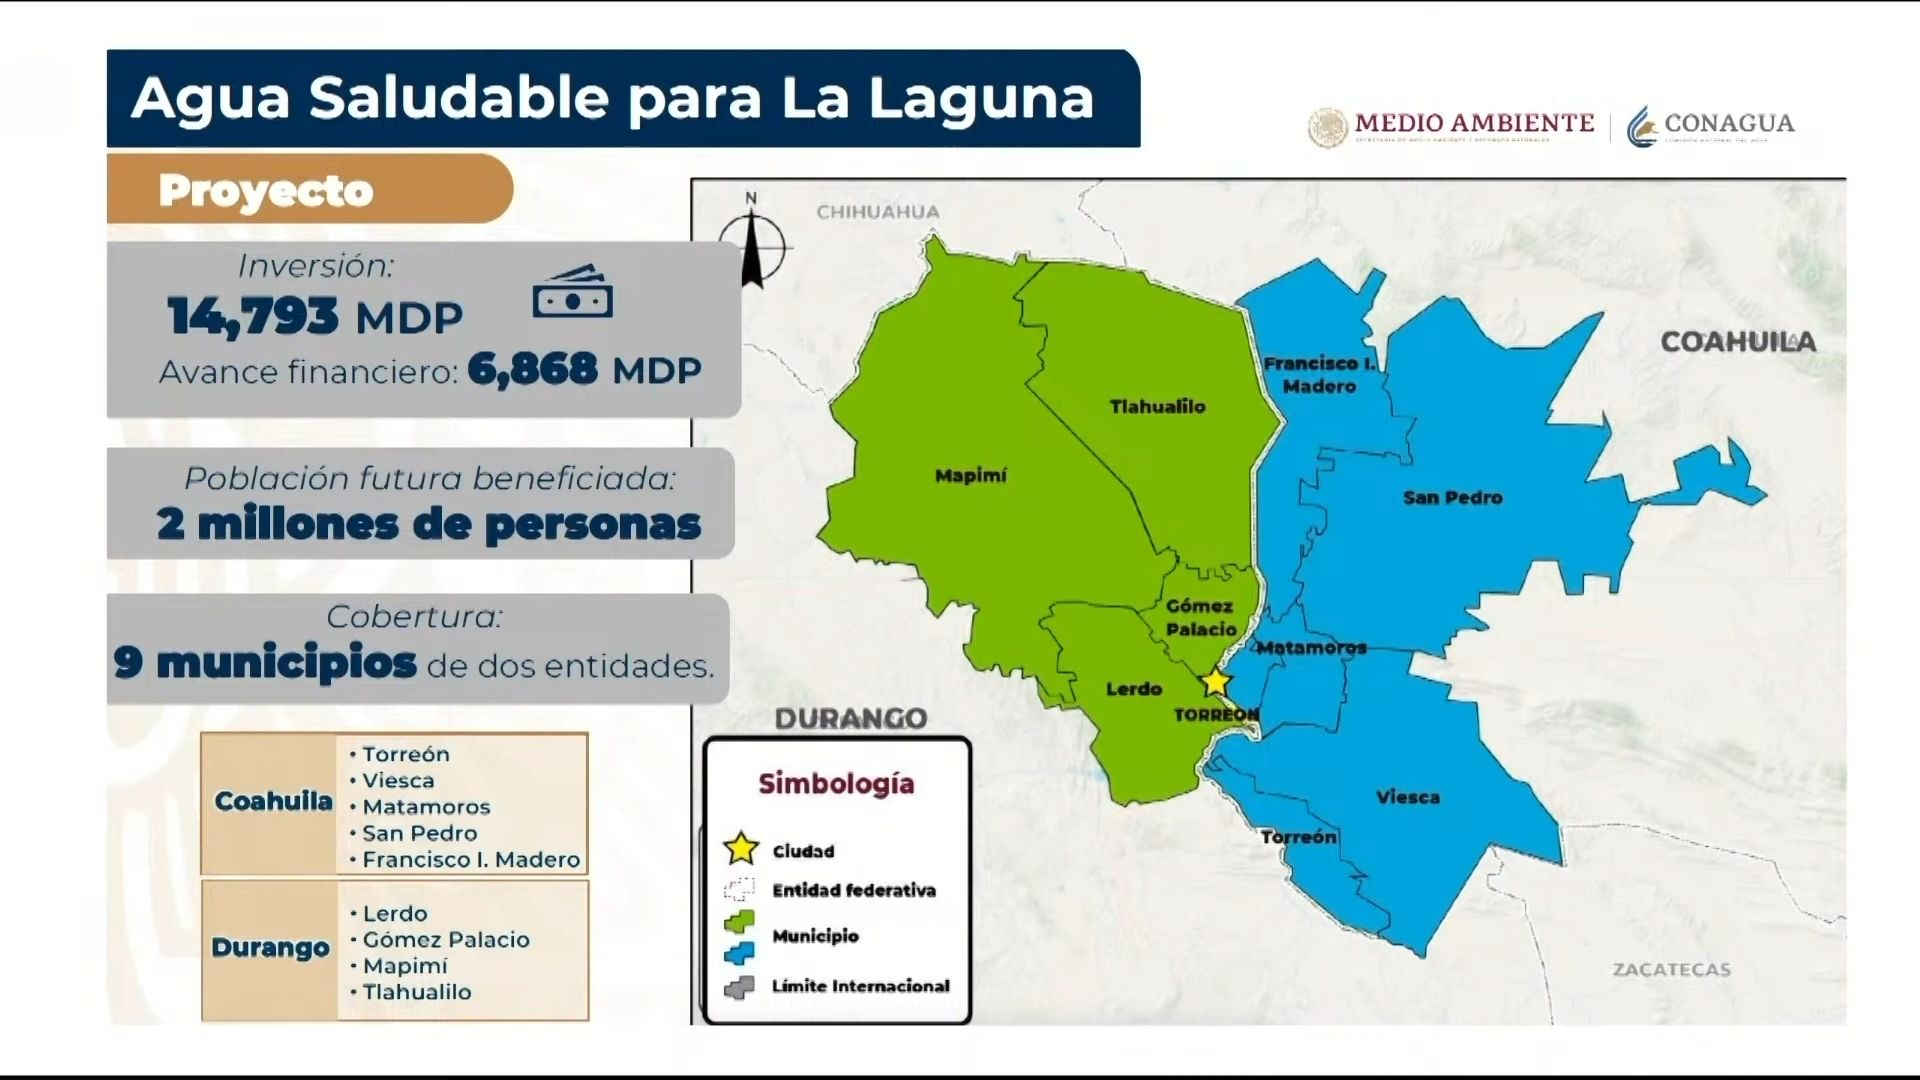 Agua Saludable para La Laguna
MEDIO AMBIENTE
CONAGUA
Proyecto
Inversión:
14,793 MDP
Avance financiero: 6,868 MDP
Población futura beneficiada:
2 millones de personas
Cobertura:
9 municipios de dos entidades.
Coahuila
• Torreón
• Viesca
• Matamoros
• San Pedro
• Francisco I. Madero
Durango
• Lerdo
• Gómez Palacio
• Mapimí
• Tlahualilo
N
CHIHUAHUA
COAHUILA
Francisco I.
Madero
Tlahualilo
Mapimí
San Pedro
Gómez
Palacio
Matamoros
Lerdo
TORREON
DURANGO
Viesca
Torreón
ZACATECAS
Simbología
Ciudad
Entidad federativa
Municipio
Límite Internacional